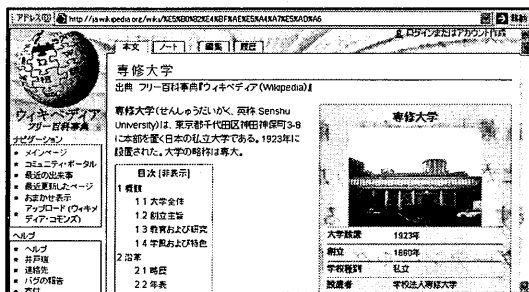 アドレス(D) http://ja.wikipedia.org/wiki/%E5%B0%82%E4%BF%AE%E5%A4%A7%E5%AD%A6 移動
ログインまたはアカウント作成
本文 ノート 編集 履歴
専修大学
出典 フリー百科事典『ウィキペディア(Wikipedia)』
専修大学(せんしゅうだいがく、英称 Senshu
University)は、東京都千代田区神田神保町3-8
に本部を置く日本の私立大学である。1923年に
設置された。大学の略称は専大。
目次 [非表示]
1 概観
1.1 大学全体
1.2 創立主旨
1.3 教育および研究
1.4 学風および特色
2 沿革
2.1 略歴
2.2 年表
専修大学
大学設置 1923年
創立 1880年
学校種別 私立
設置者 学校法人専修大学
ウィキペディア
フリー百科事典
ナビゲーション
メインページ
コミュニティ・ポータル
最近の出来事
最近更新したページ
おまかせ表示
アップロード (ウィキメ
ディア・コモンズ)
ヘルプ
ヘルプ
井戸端
連絡先
バグの報告
寄付